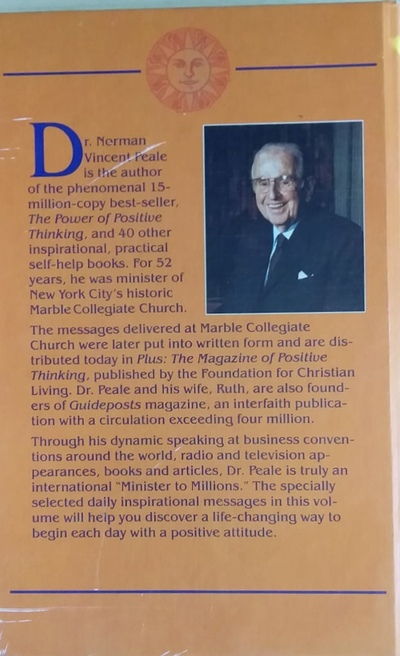 Dr. Norman
Vincent Peale
is the author
of the phenomenal 15-
million-copy best-seller,
The Power of Positive
Thinking, and 40 other
inspirational, practical
self-help books. For 52
years, he was minister of
New York City's historic
Marble Collegiate Church.
The messages delivered at Marble Collegiate
Church were later put into written form and are dis-
tributed today in Plus: The Magazine of Positive
Thinking, published by the Foundation for Christian
Living. Dr. Peale and his wife, Ruth, are also found-
ers of Guideposts magazine, an interfaith publica-
tion with a circulation exceeding four million.
Through his dynamic speaking at business conven-
tions around the world, radio and television ap-
pearances, books and articles, Dr. Peale is truly an
international "Minister to Millions." The specially
selected daily inspirational messages in this vol-
ume will help you discover a life-changing way to
begin each day with a positive attitude.